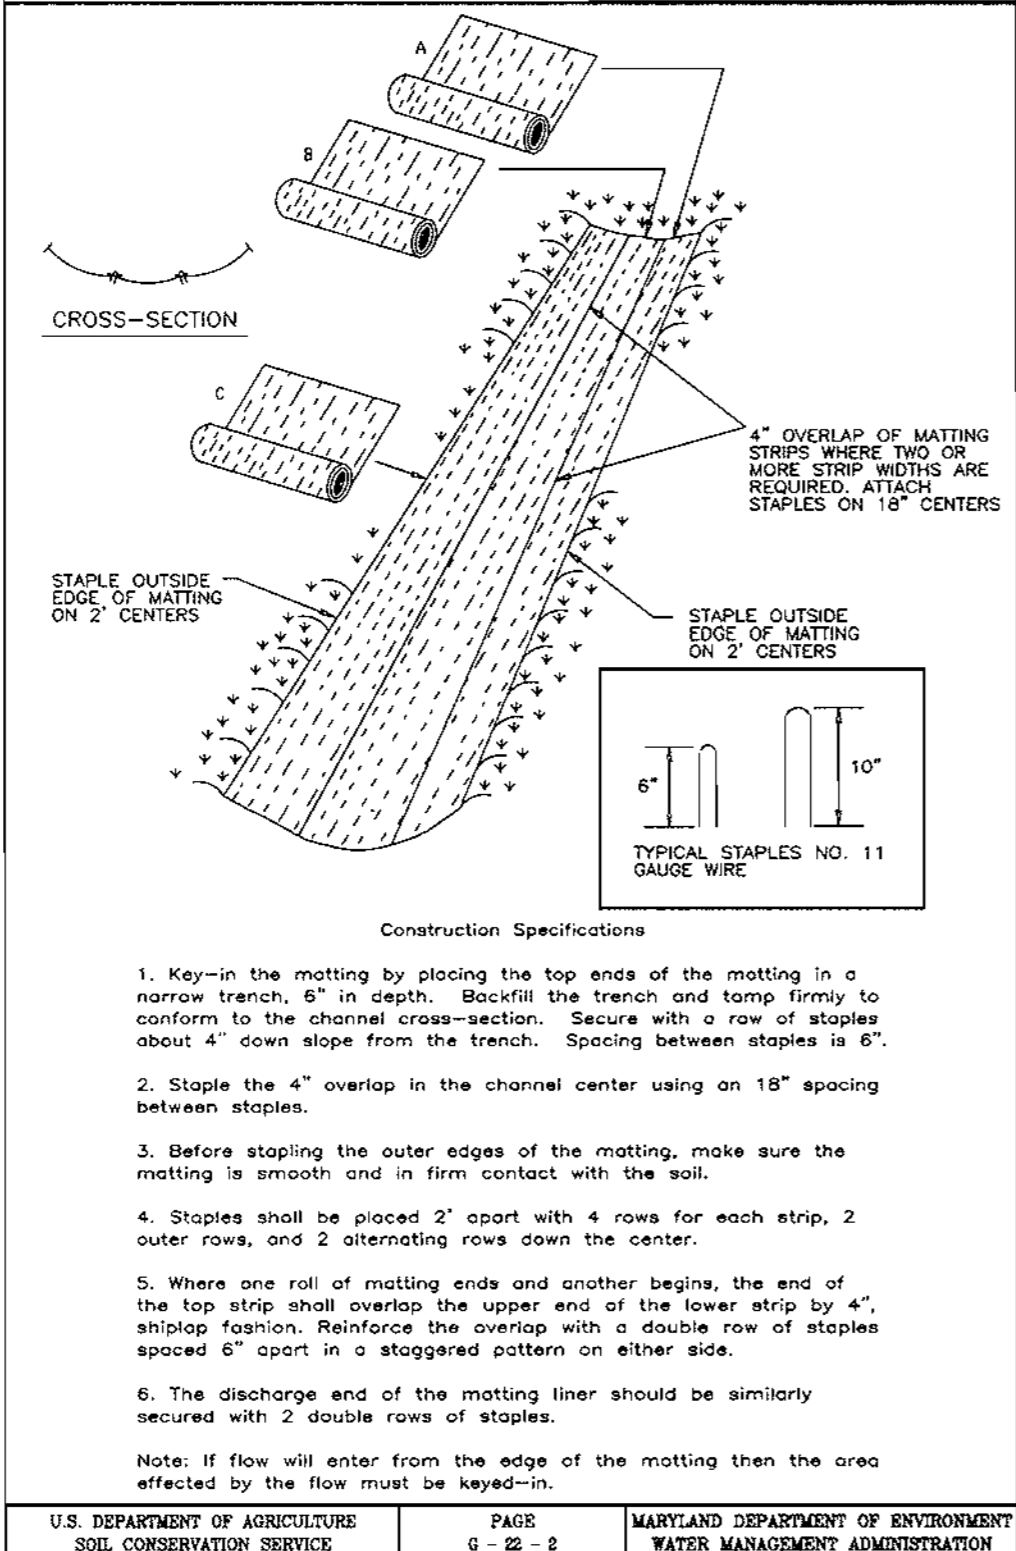 A
B
CROSS-SECTION
C
4" OVERLAP OF MATTING
STRIPS WHERE TWO OR
MORE STRIP WIDTHS ARE
REQUIRED. ATTACH
STAPLES ON 18" CENTERS
STAPLE OUTSIDE
EDGE OF MATTING
ON 2' CENTERS
STAPLE OUTSIDE
EDGE OF MATTING
ON 2' CENTERS
6"
10"
TYPICAL STAPLES NO. 11
GAUGE WIRE
Construction Specifications
1. Key-in the matting by placing the top ends of the matting in a
narrow trench, 6" in depth. Backfill the trench and tamp firmly to
conform to the channel cross-section. Secure with a row of staples
about 4" down slope from the trench. Spacing between staples is 6".
2. Staple the 4" overlap in the channel center using an 18" spacing
between staples.
3. Before stapling the outer edges of the matting, make sure the
matting is smooth and in firm contact with the soil.
4. Staples shall be placed 2' apart with 4 rows for each strip, 2
outer rows, and 2 alternating rows down the center.
5. Where one roll of matting ends and another begins, the end of
the top strip shall overlap the upper end of the lower strip by 4",
shiplap fashion. Reinforce the overlap with a double row of staples
spaced 6" apart in a staggered pattern on either side.
6. The discharge end of the matting liner should be similarly
secured with 2 double rows of staples.
Note: If flow will enter from the edge of the matting then the area
effected by the flow must be keyed-in.
U.S. DEPARTMENT OF AGRICULTURE
SOIL CONSERVATION SERVICE
PAGE
G - 22 - 2
MARYLAND DEPARTMENT OF ENVIRONMENT
WATER MANAGEMENT ADMINISTRATION